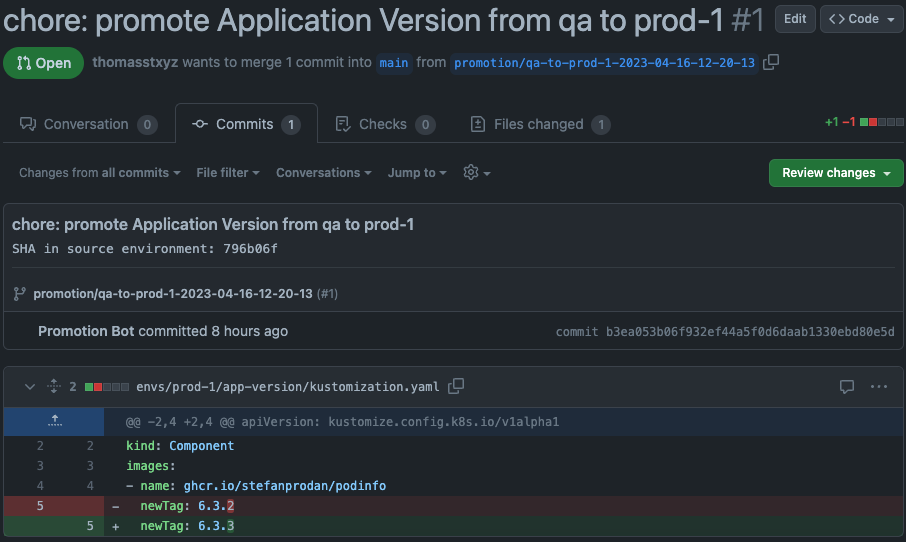 chore: promote Application Version from qa to prod-1 #1 Edit <> Code
Open thomasstxyz wants to merge 1 commit into main from promotion/qa-to-prod-1-2023-04-16-12-20-13
Conversation 0 Commits 1 Checks 0 Files changed 1 +1 −1
Changes from all commits File filter Conversations Jump to Review changes
chore: promote Application Version from qa to prod-1
SHA in source environment: 796b06f
promotion/qa-to-prod-1-2023-04-16-12-20-13 (#1)
Promotion Bot committed 8 hours ago commit b3ea053b06f932ef44a5f0d6daab1330ebd80e5d
2 envs/prod-1/app-version/kustomization.yaml
@@ -2,4 +2,4 @@ apiVersion: kustomize.config.k8s.io/v1alpha1
2 2 kind: Component
3 3 images:
4 4 - name: ghcr.io/stefanprodan/podinfo
5 - newTag: 6.3.2
5 + newTag: 6.3.3